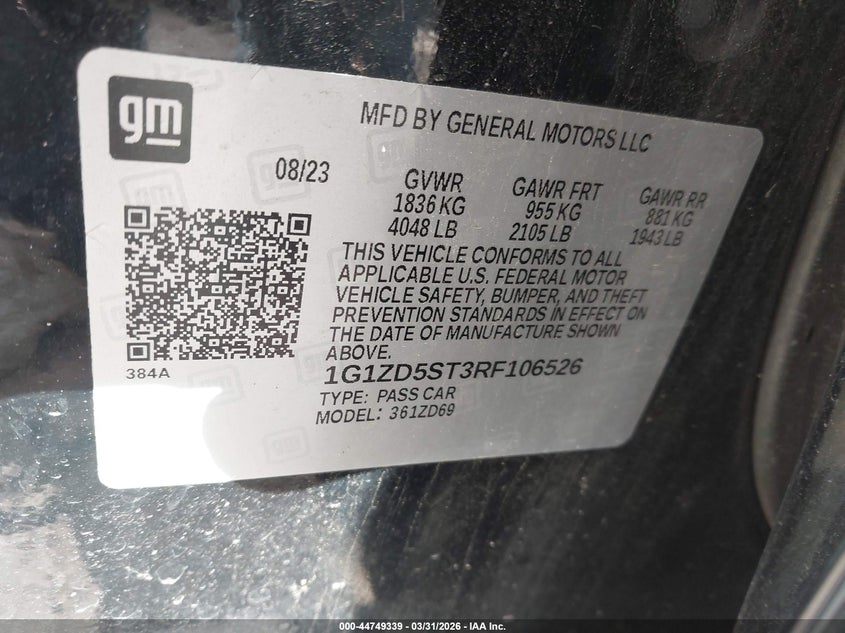 gm
MFD BY GENERAL MOTORS LLC
08/23
GVWR
1836 KG
4048 LB
GAWR FRT
955 KG
2105 LB
GAWR RR
881 KG
1943 LB
THIS VEHICLE CONFORMS TO ALL
APPLICABLE U.S. FEDERAL MOTOR
VEHICLE SAFETY, BUMPER, AND THEFT
PREVENTION STANDARDS IN EFFECT ON
THE DATE OF MANUFACTURE SHOWN
ABOVE.
384A
1G1ZD5ST3RF106526
TYPE: PASS CAR
MODEL: 361ZD69
000-44749339 - 03/31/2026 - IAA Inc.